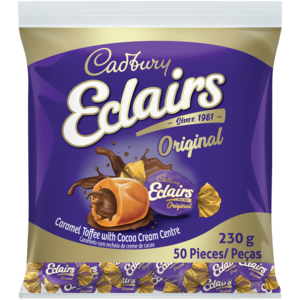 Cadbury
Eclairs
Since 1981
Original
Eclairs
Original
Caramel Toffee with Cocoa Cream Centre
Caramelo com recheio de creme de cacao
230 g
50 Pieces/ Peças